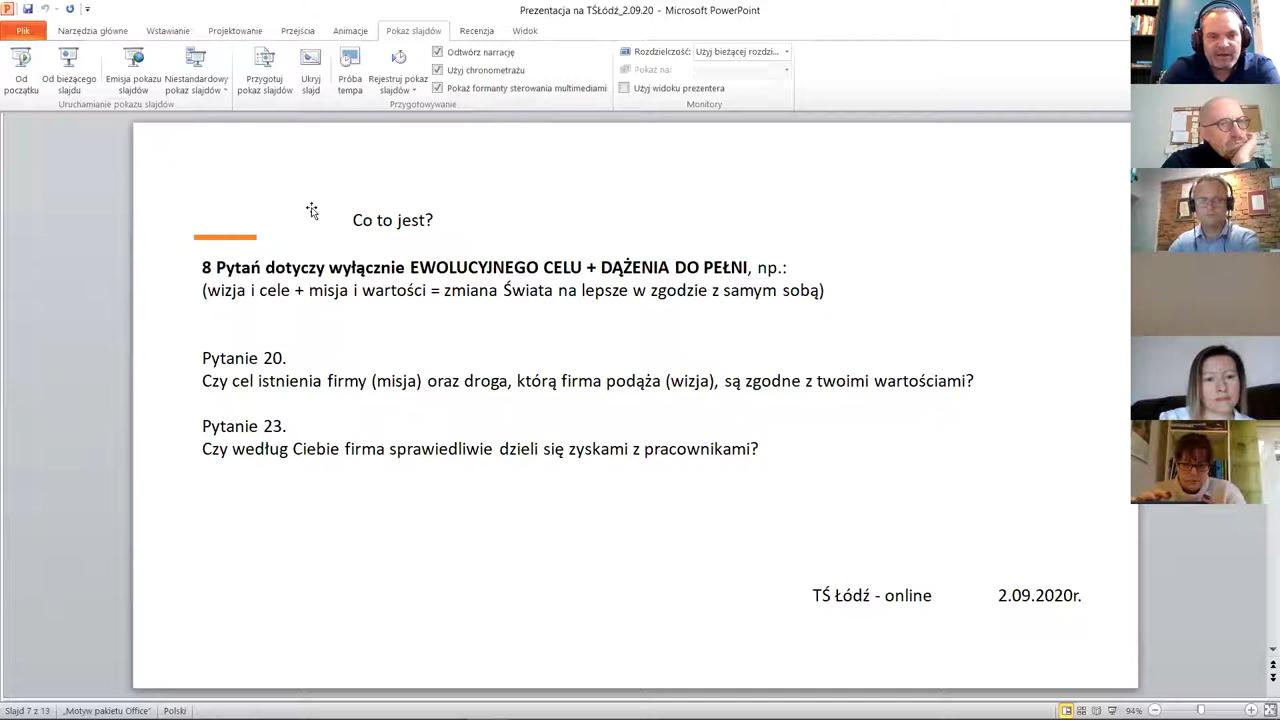 Prezentacja na TŚŁódź_2.09.20 - Microsoft PowerPoint
Plik Narzędzia główne Wstawianie Projektowanie Przejścia Animacje Pokaz slajdów Recenzja Widok
Od początku
Od bieżącego slajdu
Emisja pokazu slajdów
Niestandardowy pokaz slajdów
Uruchamianie pokazu slajdów
Przygotuj pokaz slajdów
Ukryj slajd
Próba tempa
Rejestruj pokaz slajdów
Odtwórz narrację
Użyj chronometrażu
Pokaż formanty sterowania multimediami
Przygotowywanie
Rozdzielczość: Użyj bieżącej rozdzi...
Pokaż na:
Użyj widoku prezentera
Monitory
Co to jest?
8 Pytań dotyczy wyłącznie EWOLUCYJNEGO CELU + DĄŻENIA DO PEŁNI, np.:
(wizja i cele + misja i wartości = zmiana Świata na lepsze w zgodzie z samym sobą)
Pytanie 20.
Czy cel istnienia firmy (misja) oraz droga, którą firma podąża (wizja), są zgodne z twoimi wartościami?
Pytanie 23.
Czy według Ciebie firma sprawiedliwie dzieli się zyskami z pracownikami?
TŚ Łódź - online 2.09.2020r.
Slajd 7 z 13 „Motyw pakietu Office” Polski 94%